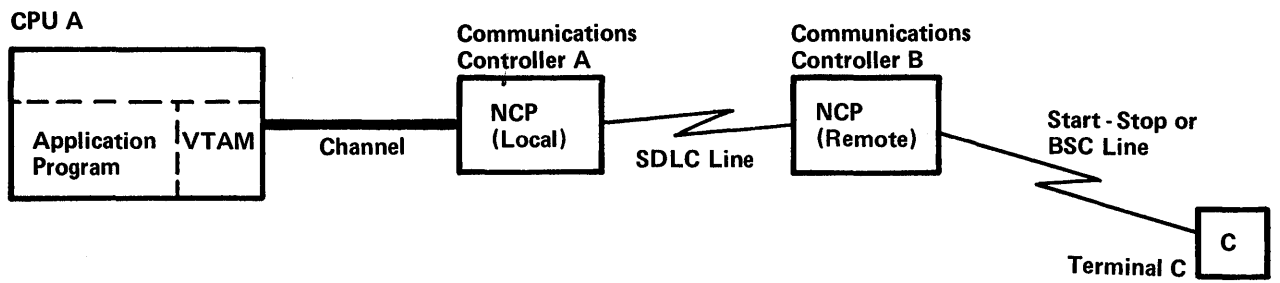 CPU A
Communications
Controller A
Communications
Controller B
Application
Program
VTAM
Channel
NCP
(Local)
SDLC Line
NCP
(Remote)
Start-Stop or
BSC Line
Terminal C
C